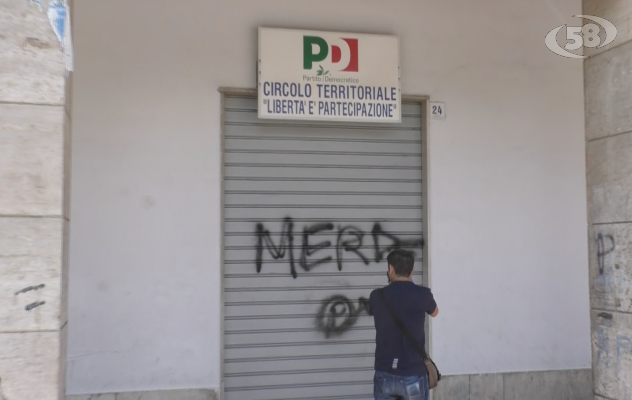 58
PD
Partito Democratico
CIRCOLO TERRITORIALE
"LIBERTA' E' PARTECIPAZIONE"
24
MERD
P